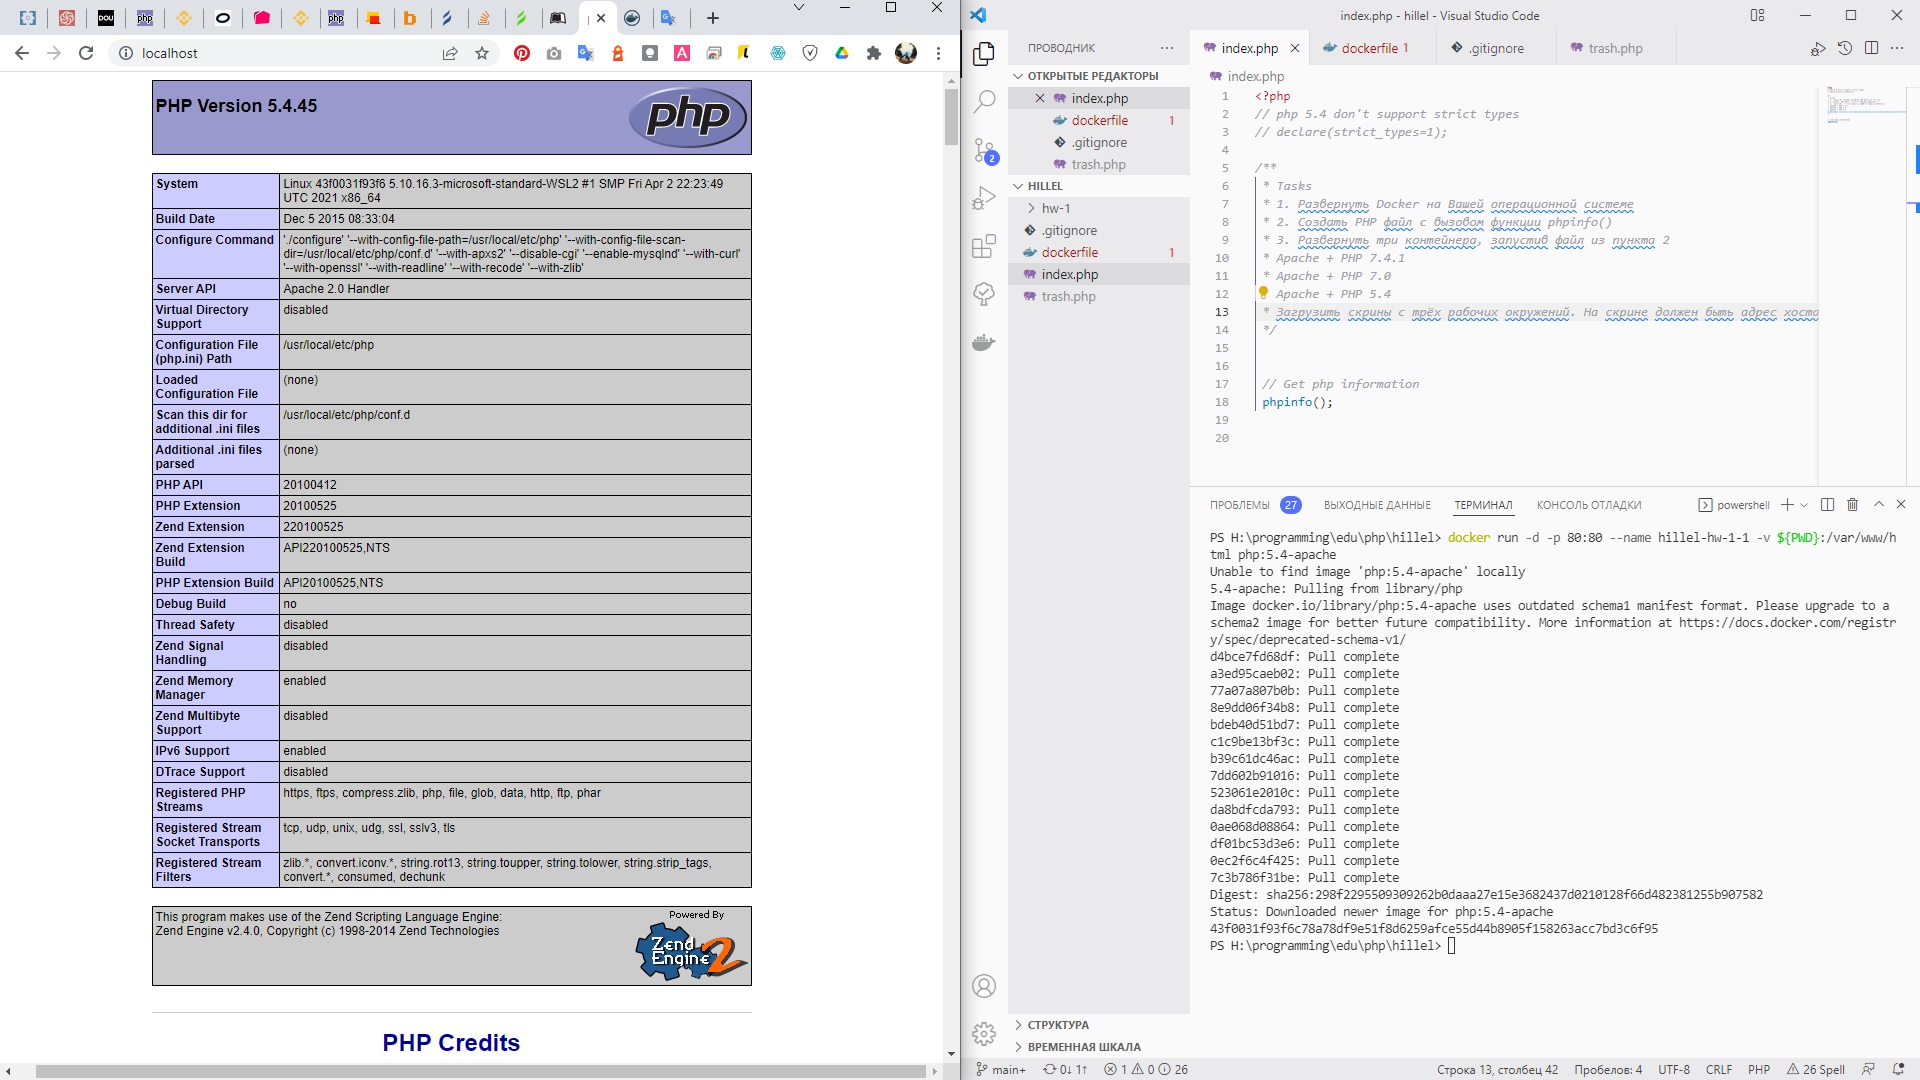 localhost
PHP Version 5.4.45
php
System
Linux 43f0031f93f6 5.10.16.3-microsoft-standard-WSL2 #1 SMP Fri Apr 2 22:23:49
UTC 2021 x86_64
Build Date
Dec 5 2015 08:33:04
Configure Command
'./configure' '--with-config-file-path=/usr/local/etc/php' '--with-config-file-scan-
dir=/usr/local/etc/php/conf.d' '--with-apxs2' '--disable-cgi' '--enable-mysqlnd' '--with-curl'
'--with-openssl' '--with-readline' '--with-recode' '--with-zlib'
Server API
Apache 2.0 Handler
Virtual Directory
Support
disabled
Configuration File
(php.ini) Path
/usr/local/etc/php
Loaded
Configuration File
(none)
Scan this dir for
additional .ini files
/usr/local/etc/php/conf.d
Additional .ini files
parsed
(none)
PHP API
20100412
PHP Extension
20100525
Zend Extension
220100525
Zend Extension
Build
API220100525,NTS
PHP Extension Build
API20100525,NTS
Debug Build
no
Thread Safety
disabled
Zend Signal
Handling
disabled
Zend Memory
Manager
enabled
Zend Multibyte
Support
disabled
IPv6 Support
enabled
DTrace Support
disabled
Registered PHP
Streams
https, ftps, compress.zlib, php, file, glob, data, http, ftp, phar
Registered Stream
Socket Transports
tcp, udp, unix, udg, ssl, sslv3, tls
Registered Stream
Filters
zlib.*, convert.iconv.*, string.rot13, string.toupper, string.tolower, string.strip_tags,
convert.*, consumed, dechunk
This program makes use of the Zend Scripting Language Engine:
Zend Engine v2.4.0, Copyright (c) 1998-2014 Zend Technologies
Powered By
Zend
Engine 2
PHP Credits
index.php - hillel - Visual Studio Code
ПРОВОДНИК
ОТКРЫТЫЕ РЕДАКТОРЫ
index.php
dockerfile 1
.gitignore
trash.php
HILLEL
hw-1
.gitignore
dockerfile 1
index.php
trash.php
СТРУКТУРА
ВРЕМЕННАЯ ШКАЛА
2
index.php
dockerfile 1
.gitignore
trash.php
index.php
1 <?php
2 // php 5.4 don't support strict types
3 // declare(strict_types=1);
4
5 /**
6 * Tasks
7 * 1. Развернуть Docker на Вашей операционной системе
8 * 2. Создать PHP файл с вызовом функции phpinfo()
9 * 3. Развернуть три контейнера, запустив файл из пункта 2
10 * Apache + PHP 7.4.1
11 * Apache + PHP 7.0
12 * Apache + PHP 5.4
13 * Загрузить скрины с трёх рабочих окружений. На скрине должен быть адрес хоста
14 */
15
16
17 // Get php information
18 phpinfo();
19
20
ПРОБЛЕМЫ 27 ВЫХОДНЫЕ ДАННЫЕ ТЕРМИНАЛ КОНСОЛЬ ОТЛАДКИ powershell
PS H:\programming\edu\php\hillel> docker run -d -p 80:80 --name hillel-hw-1-1 -v ${PWD}:/var/www/h
tml php:5.4-apache
Unable to find image 'php:5.4-apache' locally
5.4-apache: Pulling from library/php
Image docker.io/library/php:5.4-apache uses outdated schema1 manifest format. Please upgrade to a
schema2 image for better future compatibility. More information at https://docs.docker.com/registr
y/spec/deprecated-schema-v1/
d4bce7fd68df: Pull complete
a3ed95caeb02: Pull complete
77a07a807b0b: Pull complete
8e9dd06f34b8: Pull complete
bdeb40d51bd7: Pull complete
c1c9be13bf3c: Pull complete
b39c61dc46ac: Pull complete
7dd602b91016: Pull complete
523061e2010c: Pull complete
da8bdfcda793: Pull complete
0ae068d08864: Pull complete
df01bc53d3e6: Pull complete
0ec2f6c4f425: Pull complete
7c3b786f31be: Pull complete
Digest: sha256:298f2295509309262b0daaa27e15e3682437d0210128f66d482381255b907582
Status: Downloaded newer image for php:5.4-apache
43f0031f93f6c78a78df9e51f8d6259afce55d44b8905f158263acc7bd3c6f95
PS H:\programming\edu\php\hillel>
main+ 0↓ 1↑ 1 0 26 Строка 13, столбец 42 Пробелов: 4 UTF-8 CRLF PHP 26 Spell